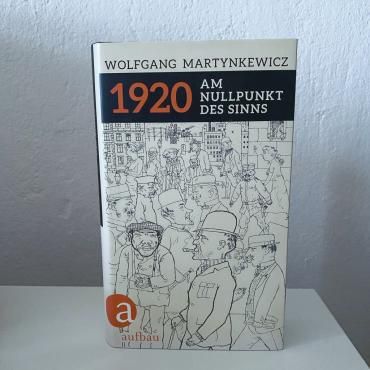 WOLFGANG MARTYNKEWICZ
1920 AM
NULLPUNKT
DES SINNS
a
aufbau